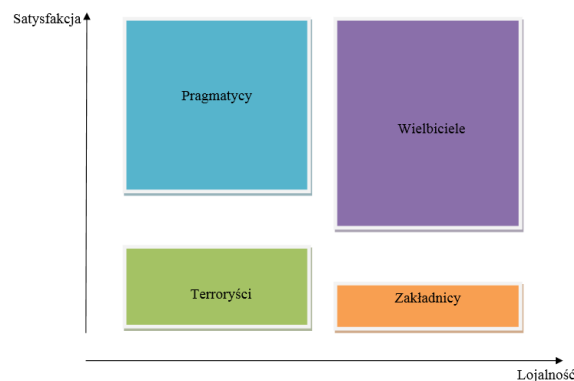 Satysfakcja
Pragmatycy
Wielbiciele
Terroryści
Zakładnicy
Lojalność